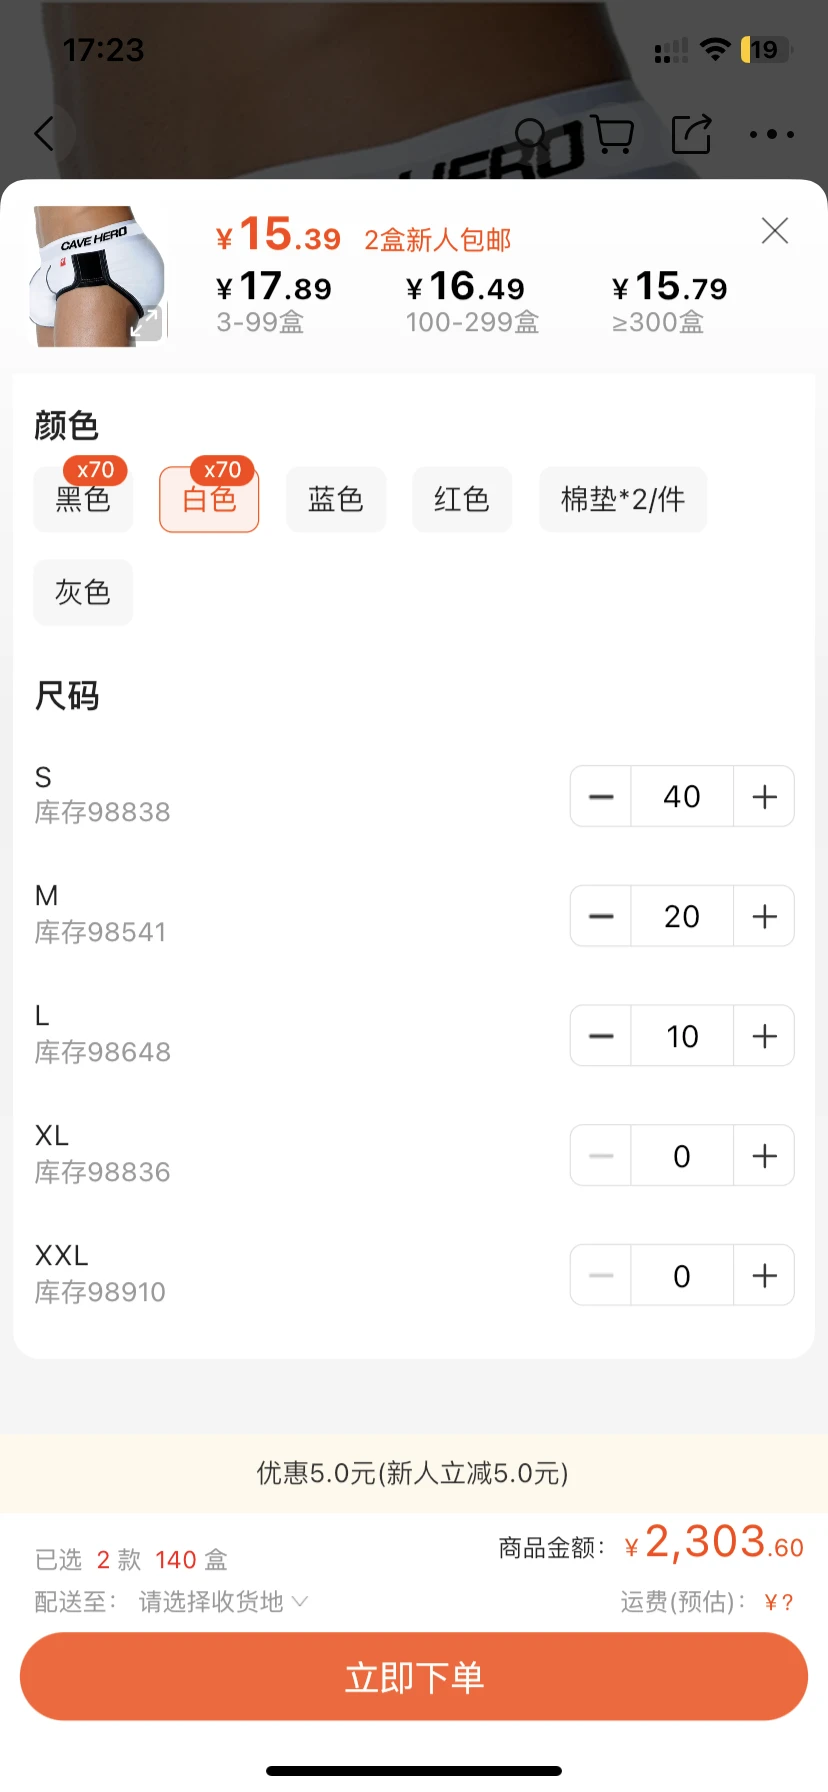 17:23
19
HERO
CAVE HERO
¥15.39 2盒新人包邮
¥17.89 ¥16.49 ¥15.79
3-99盒 100-299盒 ≥300盒
颜色
x70 x70
黑色 白色 蓝色 红色 棉垫*2/件
灰色
尺码
S
库存98838
40
M
库存98541
20
L
库存98648
10
XL
库存98836
0
XXL
库存98910
0
优惠5.0元(新人立减5.0元)
已选 2 款 140 盒
商品金额: ¥2,303.60
配送至: 请选择收货地
运费(预估): ¥?
立即下单